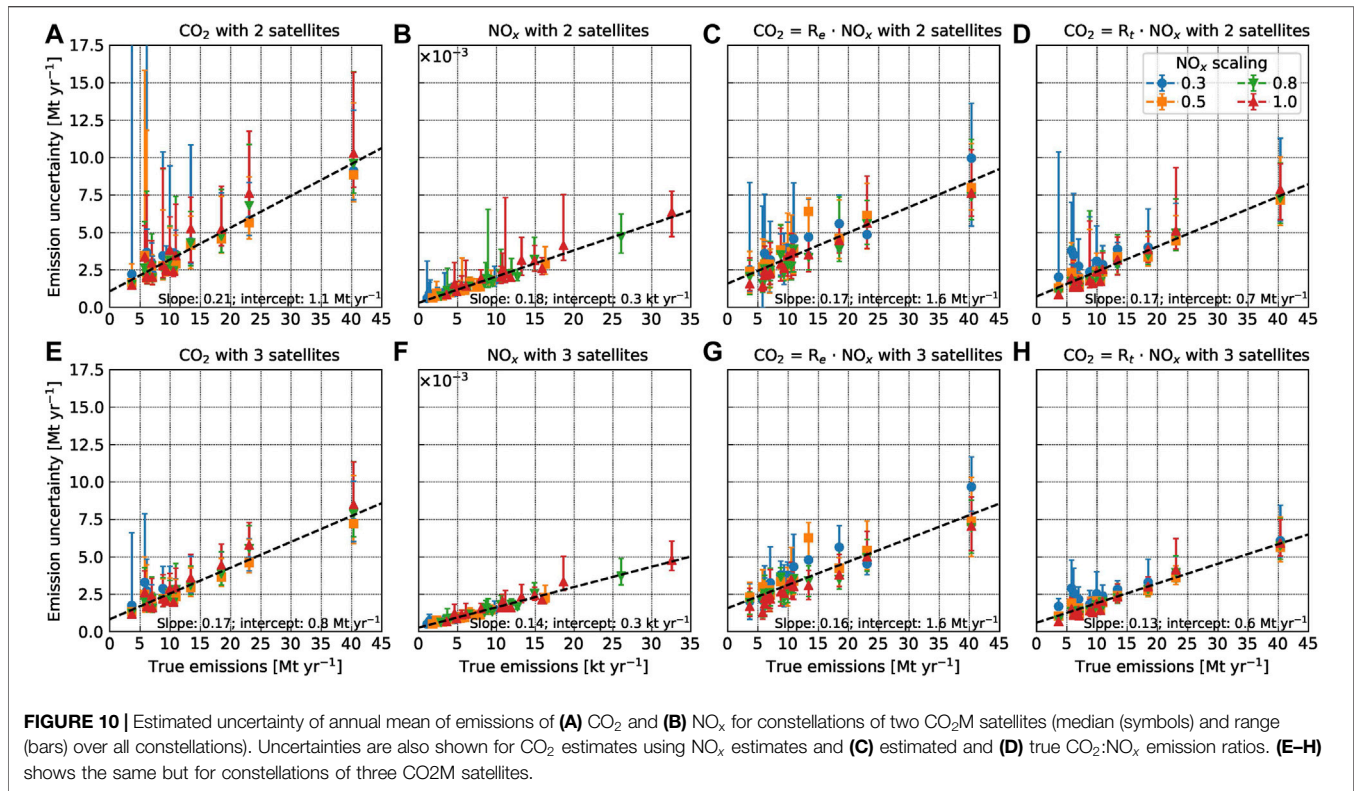 A CO₂ with 2 satellites
B NOₓ with 2 satellites
C CO₂ = Rₑ · NOₓ with 2 satellites
D CO₂ = Rₜ · NOₓ with 2 satellites
Emission uncertainty [Mt yr⁻¹]
17.5
15.0
12.5
10.0
7.5
5.0
2.5
0.0
×10⁻³
NOₓ scaling
0.3 0.8
0.5 1.0
Slope: 0.21; intercept: 1.1 Mt yr⁻¹
Slope: 0.18; intercept: 0.3 kt yr⁻¹
Slope: 0.17; intercept: 1.6 Mt yr⁻¹
Slope: 0.17; intercept: 0.7 Mt yr⁻¹
0 5 10 15 20 25 30 35 40 45
0 5 10 15 20 25 30 35
0 5 10 15 20 25 30 35 40 45
0 5 10 15 20 25 30 35 40 45
E CO₂ with 3 satellites
F NOₓ with 3 satellites
G CO₂ = Rₑ · NOₓ with 3 satellites
H CO₂ = Rₜ · NOₓ with 3 satellites
Emission uncertainty [Mt yr⁻¹]
17.5
15.0
12.5
10.0
7.5
5.0
2.5
0.0
×10⁻³
Slope: 0.17; intercept: 0.8 Mt yr⁻¹
Slope: 0.14; intercept: 0.3 kt yr⁻¹
Slope: 0.16; intercept: 1.6 Mt yr⁻¹
Slope: 0.13; intercept: 0.6 Mt yr⁻¹
0 5 10 15 20 25 30 35 40 45
0 5 10 15 20 25 30 35
0 5 10 15 20 25 30 35 40 45
0 5 10 15 20 25 30 35 40 45
True emissions [Mt yr⁻¹]
True emissions [kt yr⁻¹]
True emissions [Mt yr⁻¹]
True emissions [Mt yr⁻¹]
FIGURE 10 | Estimated uncertainty of annual mean of emissions of (A) CO₂ and (B) NOₓ for constellations of two CO₂M satellites (median (symbols) and range
(bars) over all constellations). Uncertainties are also shown for CO₂ estimates using NOₓ estimates and (C) estimated and (D) true CO₂:NOₓ emission ratios. (E–H)
shows the same but for constellations of three CO2M satellites.